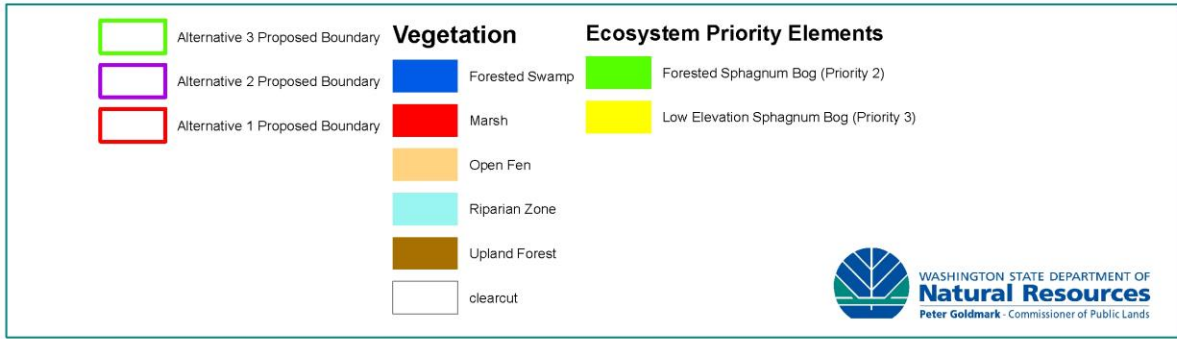 Alternative 3 Proposed Boundary
Alternative 2 Proposed Boundary
Alternative 1 Proposed Boundary
Vegetation
Forested Swamp
Marsh
Open Fen
Riparian Zone
Upland Forest
clearcut
Ecosystem Priority Elements
Forested Sphagnum Bog (Priority 2)
Low Elevation Sphagnum Bog (Priority 3)
WASHINGTON STATE DEPARTMENT OF
Natural Resources
Peter Goldmark - Commissioner of Public Lands